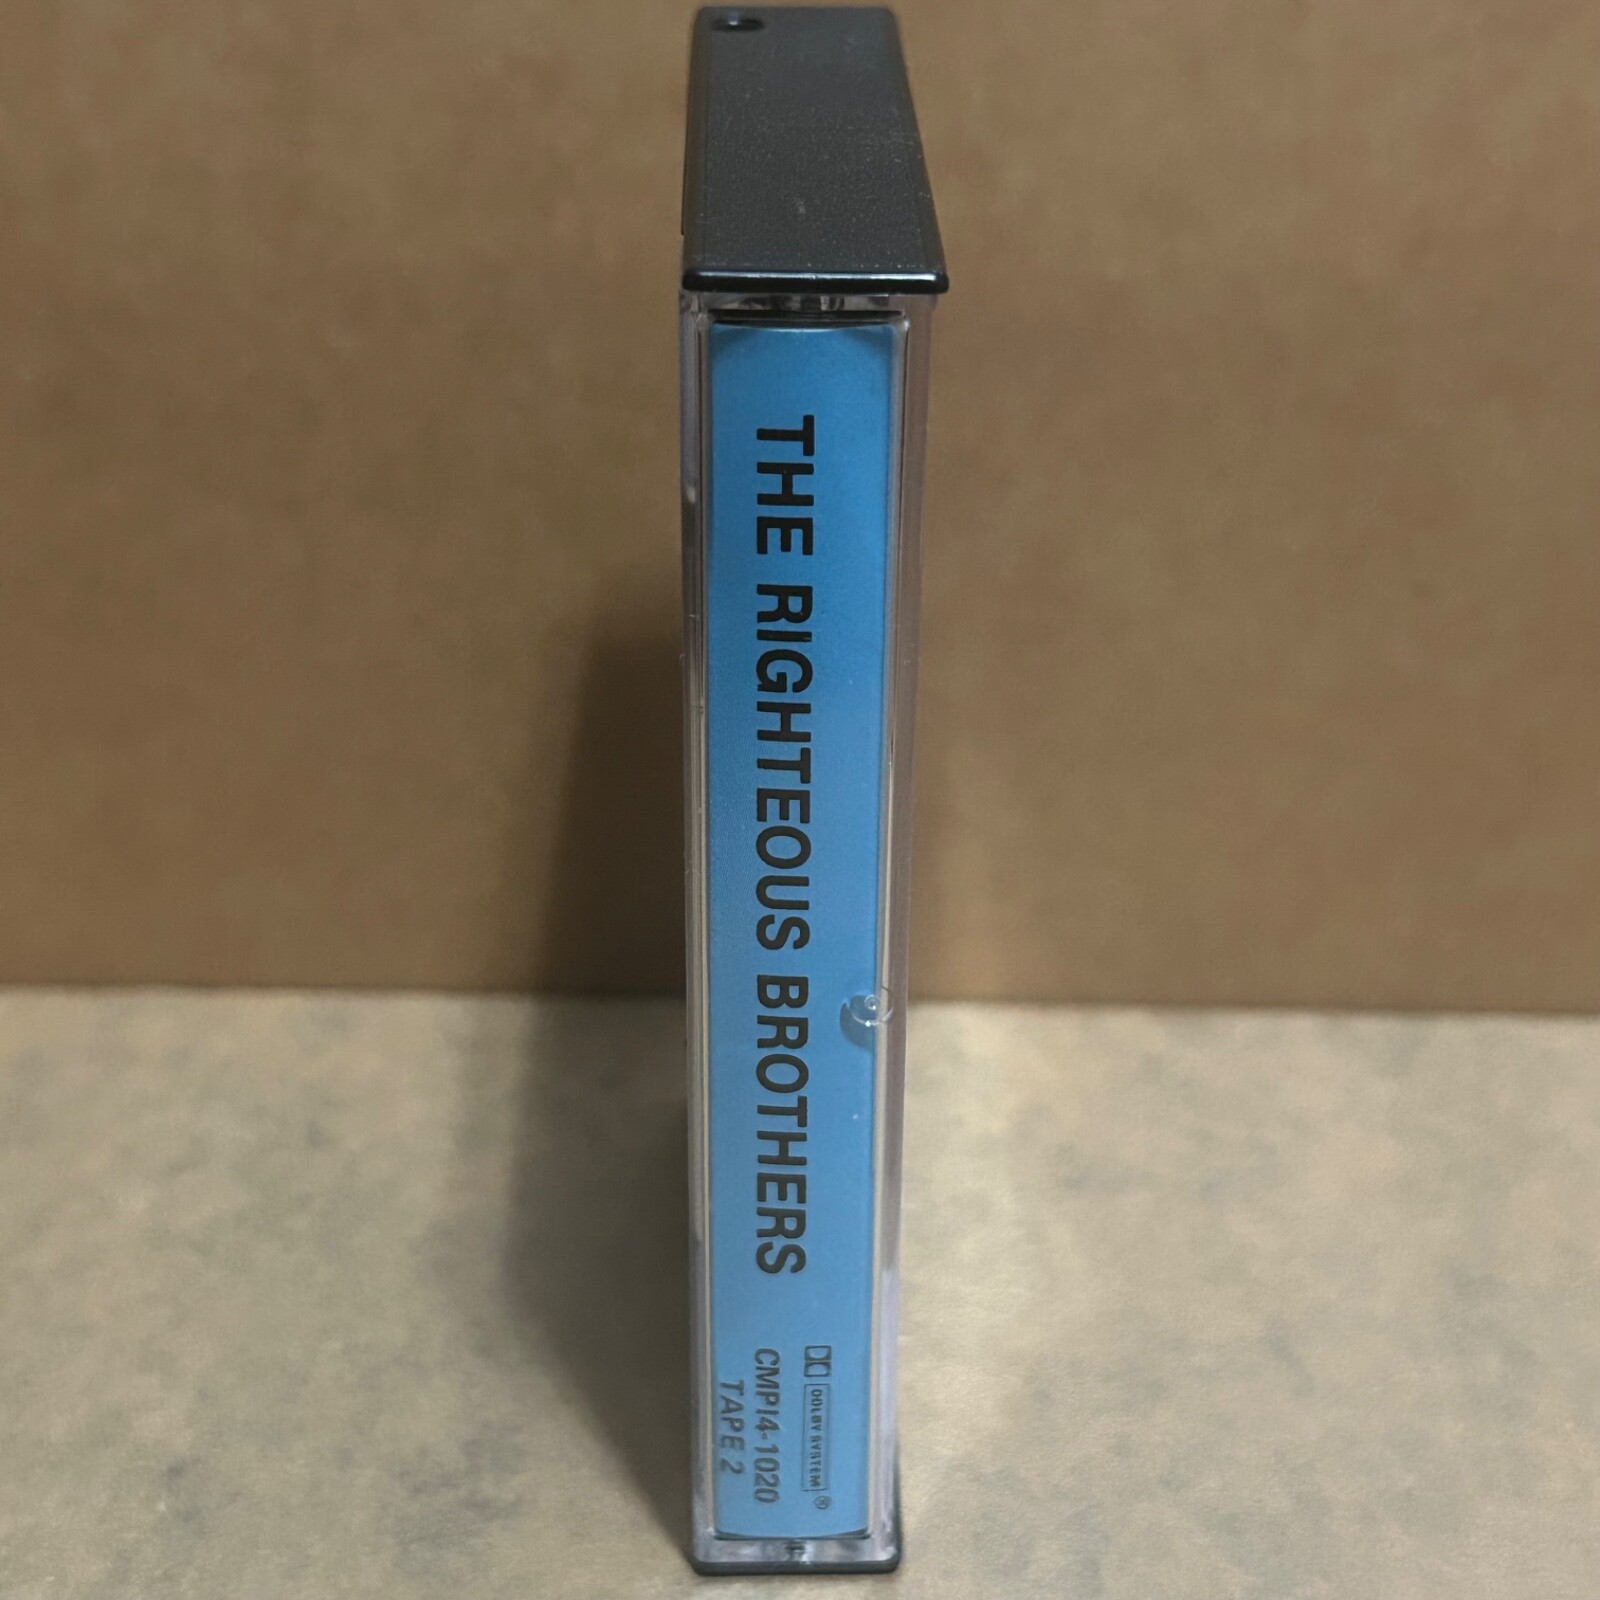 THE RIGHTEOUS BROTHERS
DOLBY SYSTEM ®
CMPI4-1020
TAPE 2